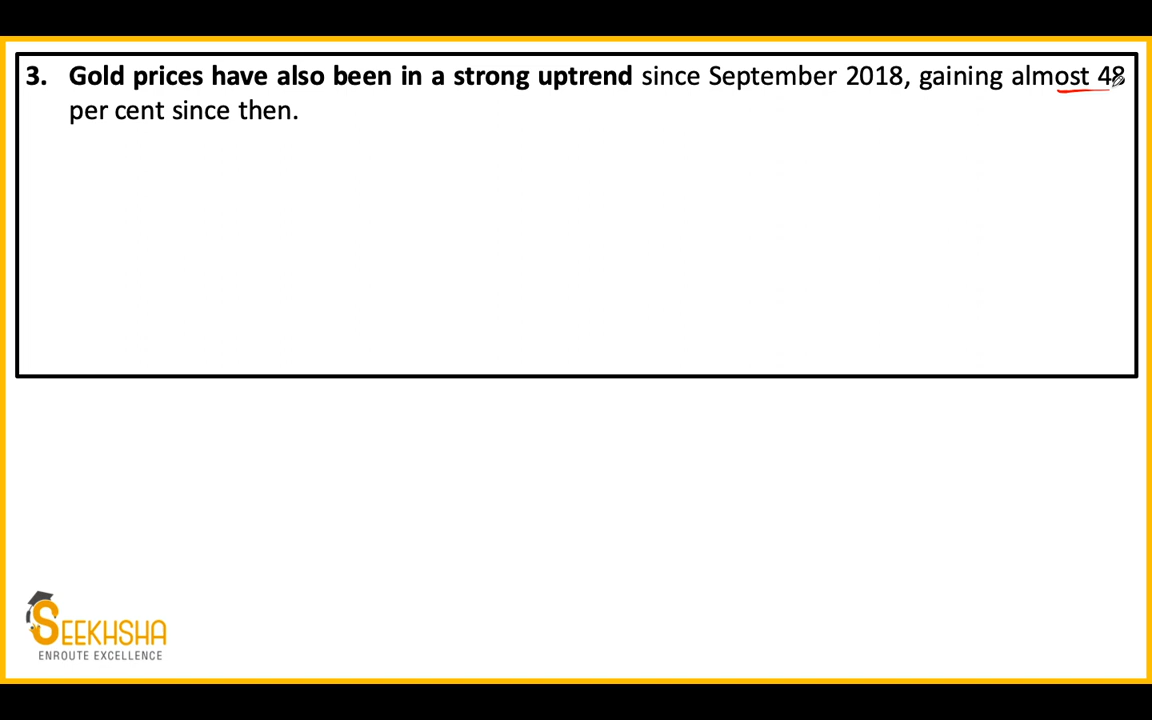 3. Gold prices have also been in a strong uptrend since September 2018, gaining almost 48
per cent since then.
SEEKHSHA
ENROUTE EXCELLENCE